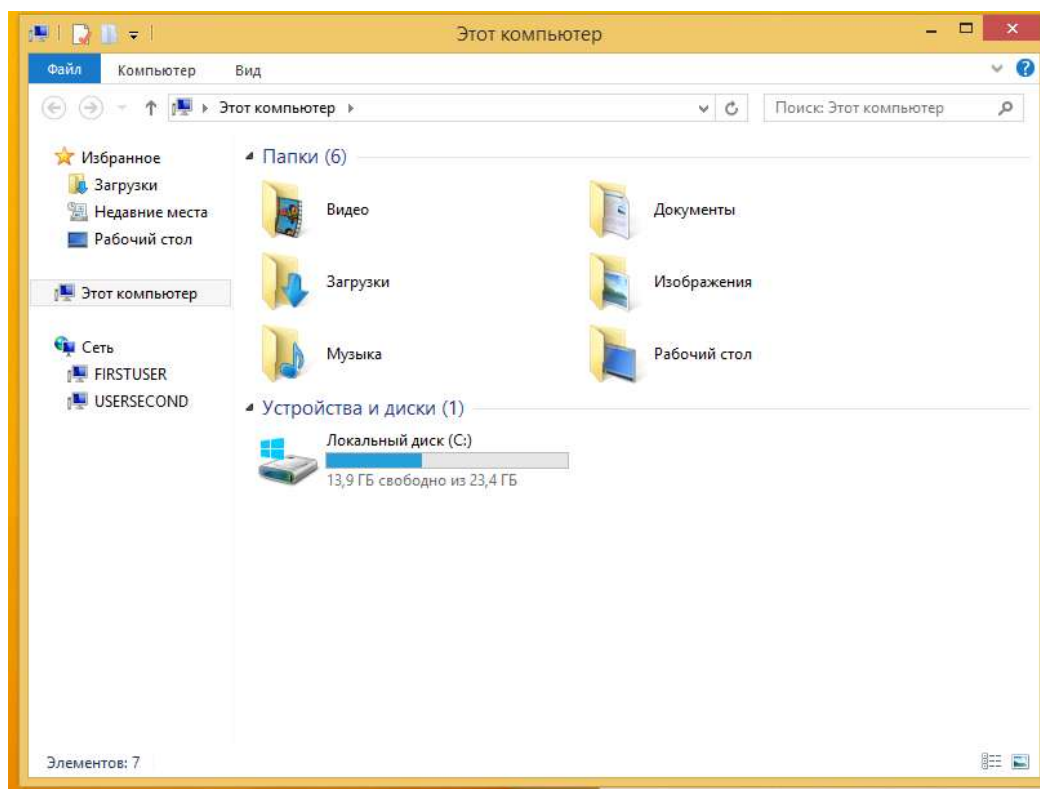 Этот компьютер
Файл Компьютер Вид
Этот компьютер
Поиск: Этот компьютер
Избранное
Загрузки
Недавние места
Рабочий стол
Этот компьютер
Сеть
FIRSTUSER
USERSECOND
Папки (6)
Видео
Документы
Загрузки
Изображения
Музыка
Рабочий стол
Устройства и диски (1)
Локальный диск (C:)
13,9 ГБ свободно из 23,4 ГБ
Элементов: 7